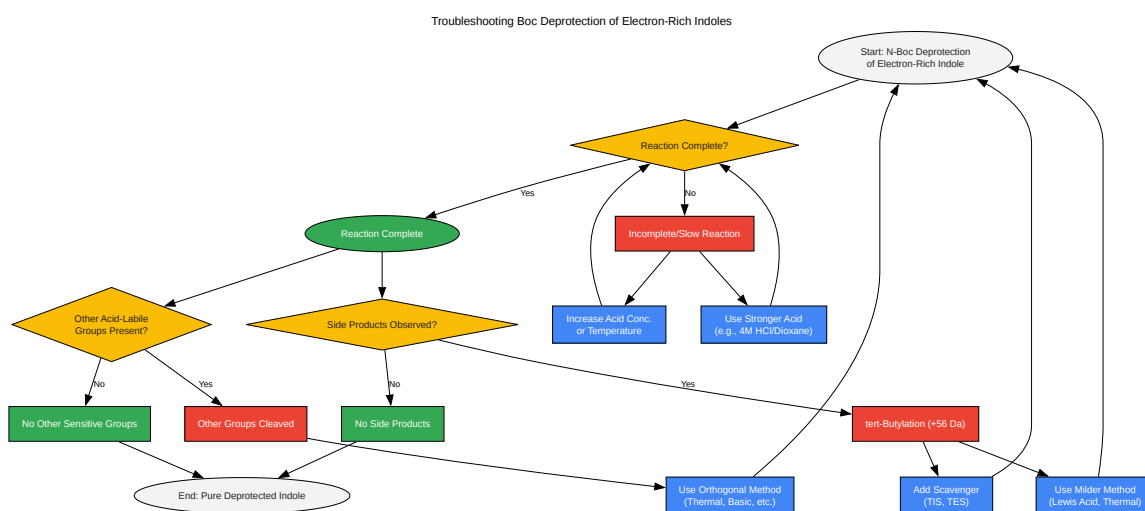 Troubleshooting Boc Deprotection of Electron-Rich Indoles
Start: N-Boc Deprotection
of Electron-Rich Indole
Reaction Complete?
Yes
No
Reaction Complete
Incomplete/Slow Reaction
Other Acid-Labile
Groups Present?
Side Products Observed?
Increase Acid Conc.
or Temperature
Use Stronger Acid
(e.g., 4M HCl/Dioxane)
No
Yes
No
Yes
No Other Sensitive Groups
Other Groups Cleaved
No Side Products
tert-Butylation (+56 Da)
End: Pure Deprotected Indole
Use Orthogonal Method
(Thermal, Basic, etc.)
Add Scavenger
(TIS, TES)
Use Milder Method
(Lewis Acid, Thermal)